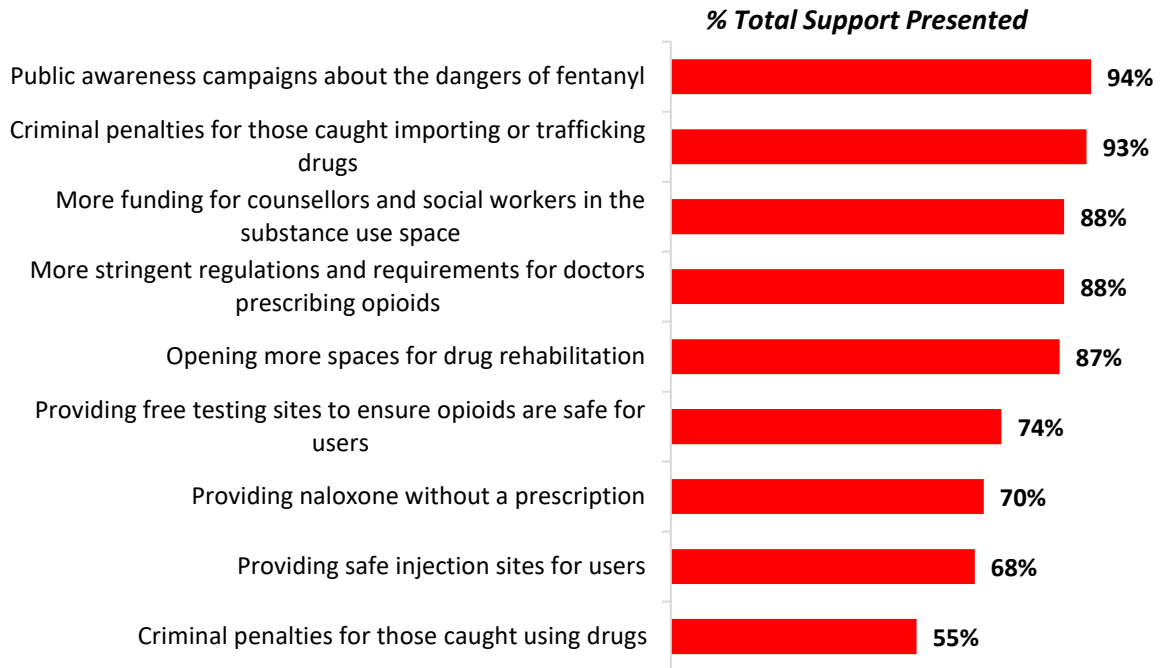 % Total Support Presented
Public awareness campaigns about the dangers of fentanyl
94%
Criminal penalties for those caught importing or trafficking
drugs
93%
More funding for counsellors and social workers in the
substance use space
88%
More stringent regulations and requirements for doctors
prescribing opioids
88%
Opening more spaces for drug rehabilitation
87%
Providing free testing sites to ensure opioids are safe for
users
74%
Providing naloxone without a prescription
70%
Providing safe injection sites for users
68%
Criminal penalties for those caught using drugs
55%